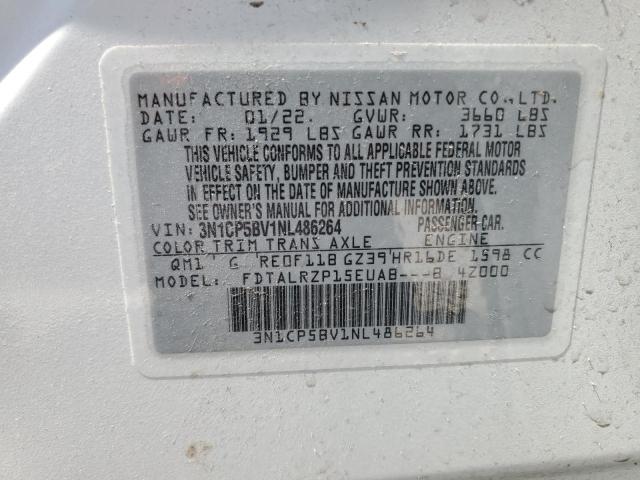 MANUFACTURED BY NISSAN MOTOR CO.,LTD.
DATE: 01/22. GVWR: 3660 LBS
GAWR FR: 1929 LBS GAWR RR: 1731 LBS
THIS VEHICLE CONFORMS TO ALL APPLICABLE FEDERAL MOTOR
VEHICLE SAFETY, BUMPER AND THEFT PREVENTION STANDARDS
IN EFFECT ON THE DATE OF MANUFACTURE SHOWN ABOVE.
SEE OWNER'S MANUAL FOR ADDITIONAL INFORMATION.
VIN: 3N1CP5BV1NL486264 PASSENGER CAR.
COLOR TRIM TRANS AXLE ENGINE
QM1 G RE0F11B GZ39 HR16DE 1598 CC
MODEL: FDTALRZP15EUAB---B 4Z000
3N1CP5BV1NL486264